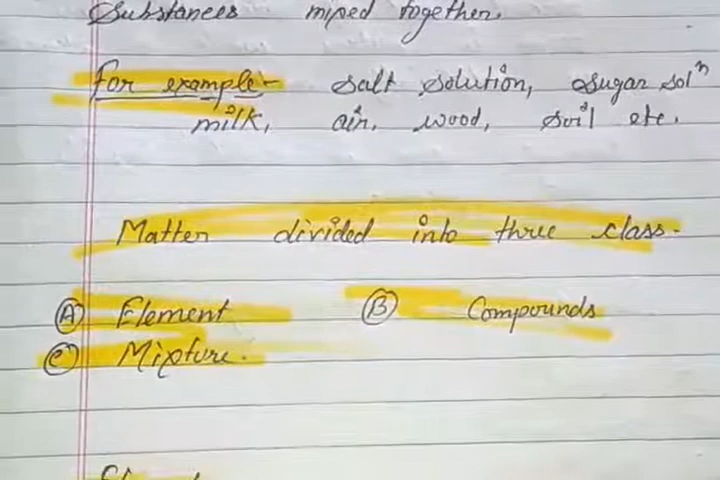 Substances mixed together.
For example- salt solution, sugar solⁿ
milk, air, wood, soil etc.
Matter divided into three class.
Ⓐ Element Ⓑ Compounds
Ⓒ Mixture.